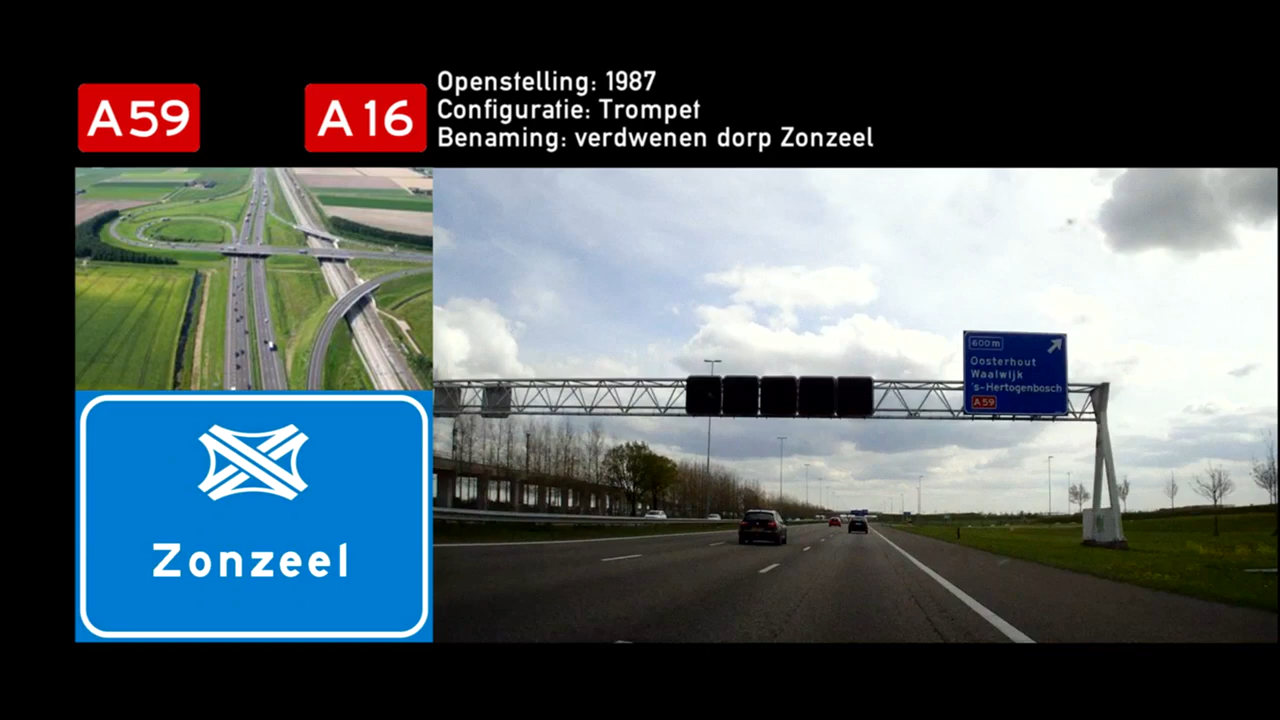 A59
A16
Openstelling: 1987
Configuratie: Trompet
Benaming: verdwenen dorp Zonzeel
600 m
Oosterhout
Waalwijk
's-Hertogenbosch
A59
Zonzeel